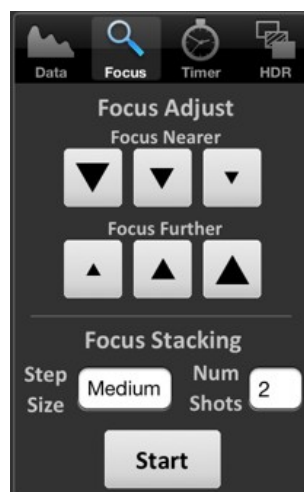 Data Focus Timer HDR
Focus Adjust
Focus Nearer
Focus Further
Focus Stacking
Step Size Medium Num Shots 2
Start